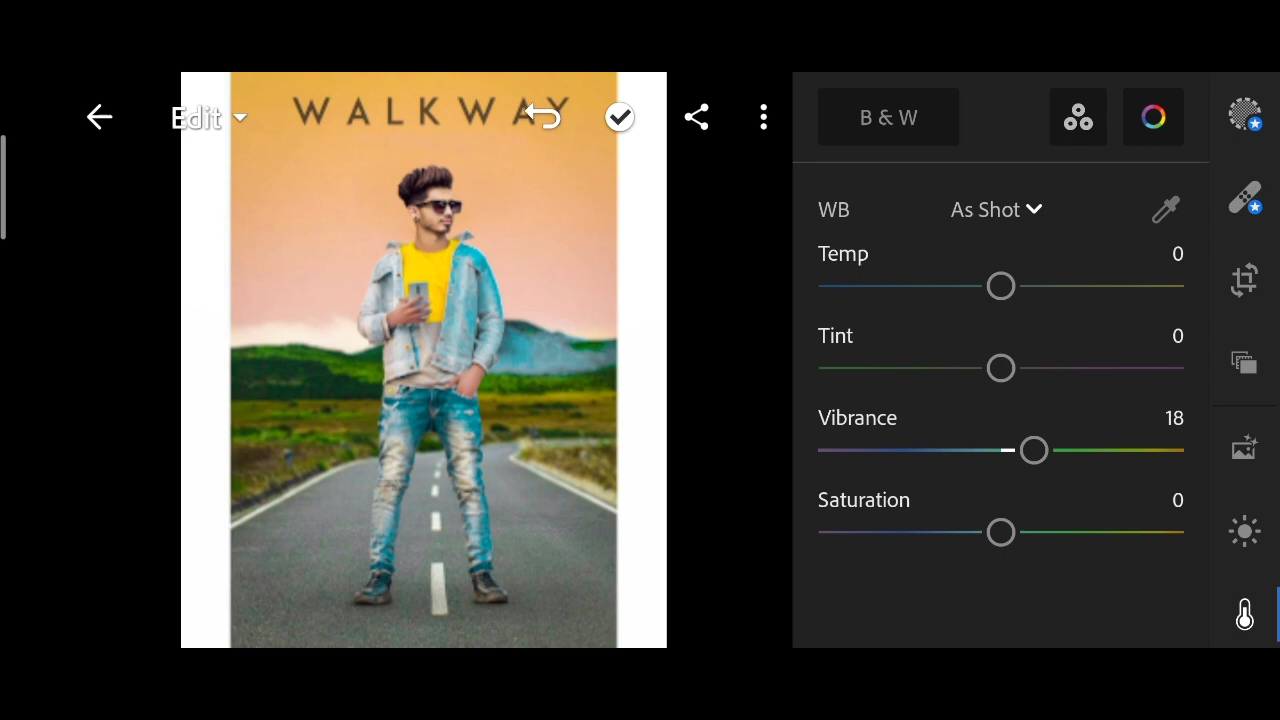 WALKWAY
Edit
B & W
WB
As Shot
Temp
0
Tint
0
Vibrance
18
Saturation
0